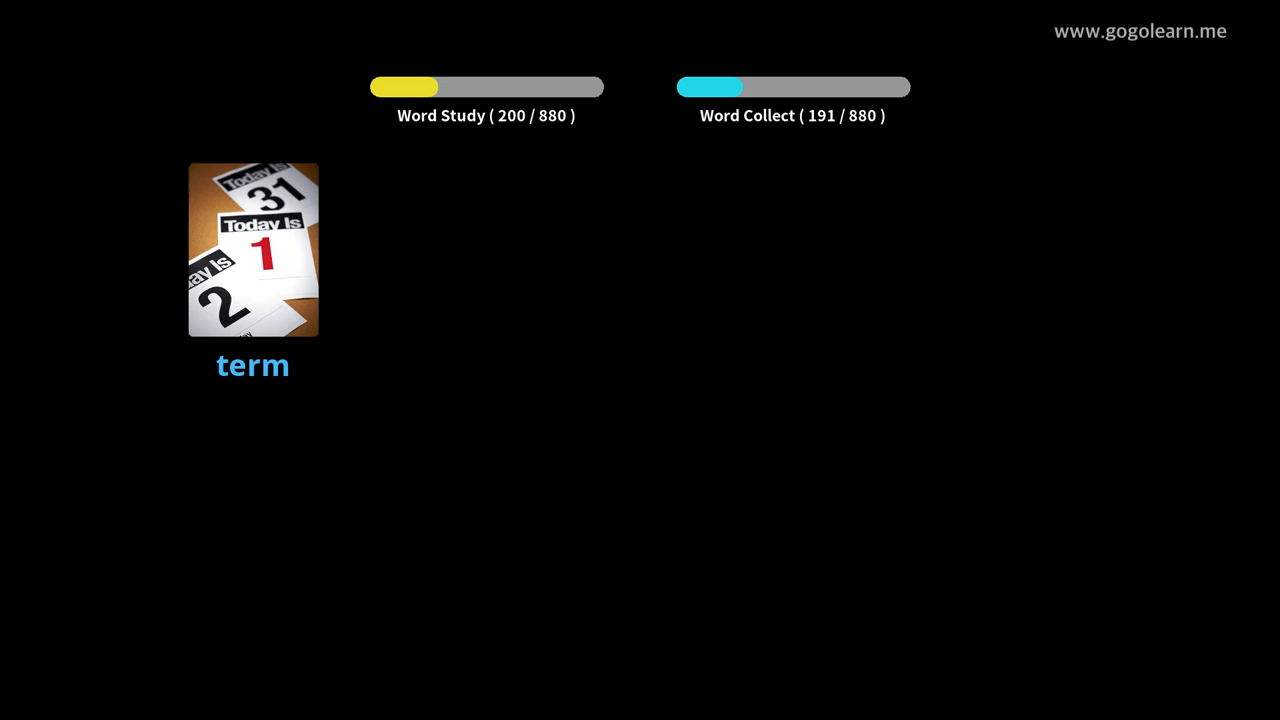 www.gogolearn.me
Word Study ( 200 / 880 )
Word Collect ( 191 / 880 )
Today Is
31
Today Is
1
ay Is
2
term